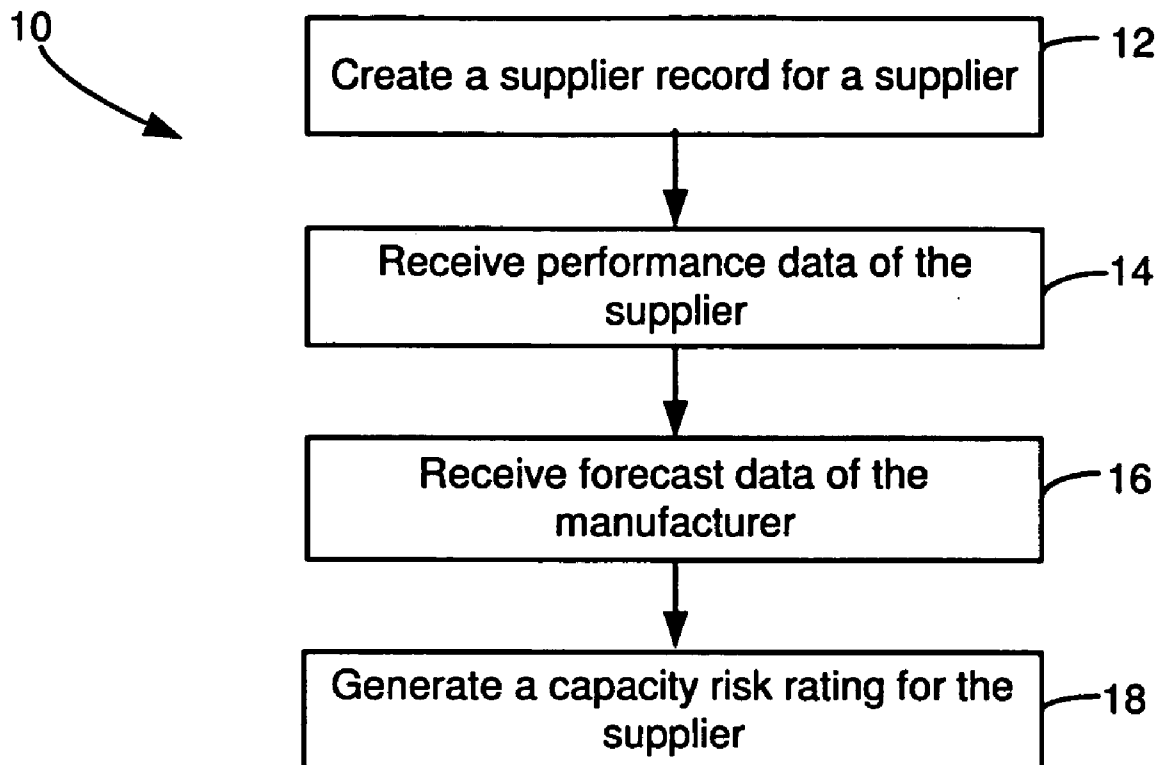 10
Create a supplier record for a supplier
12
Receive performance data of the
supplier
14
Receive forecast data of the
manufacturer
16
Generate a capacity risk rating for the
supplier
18